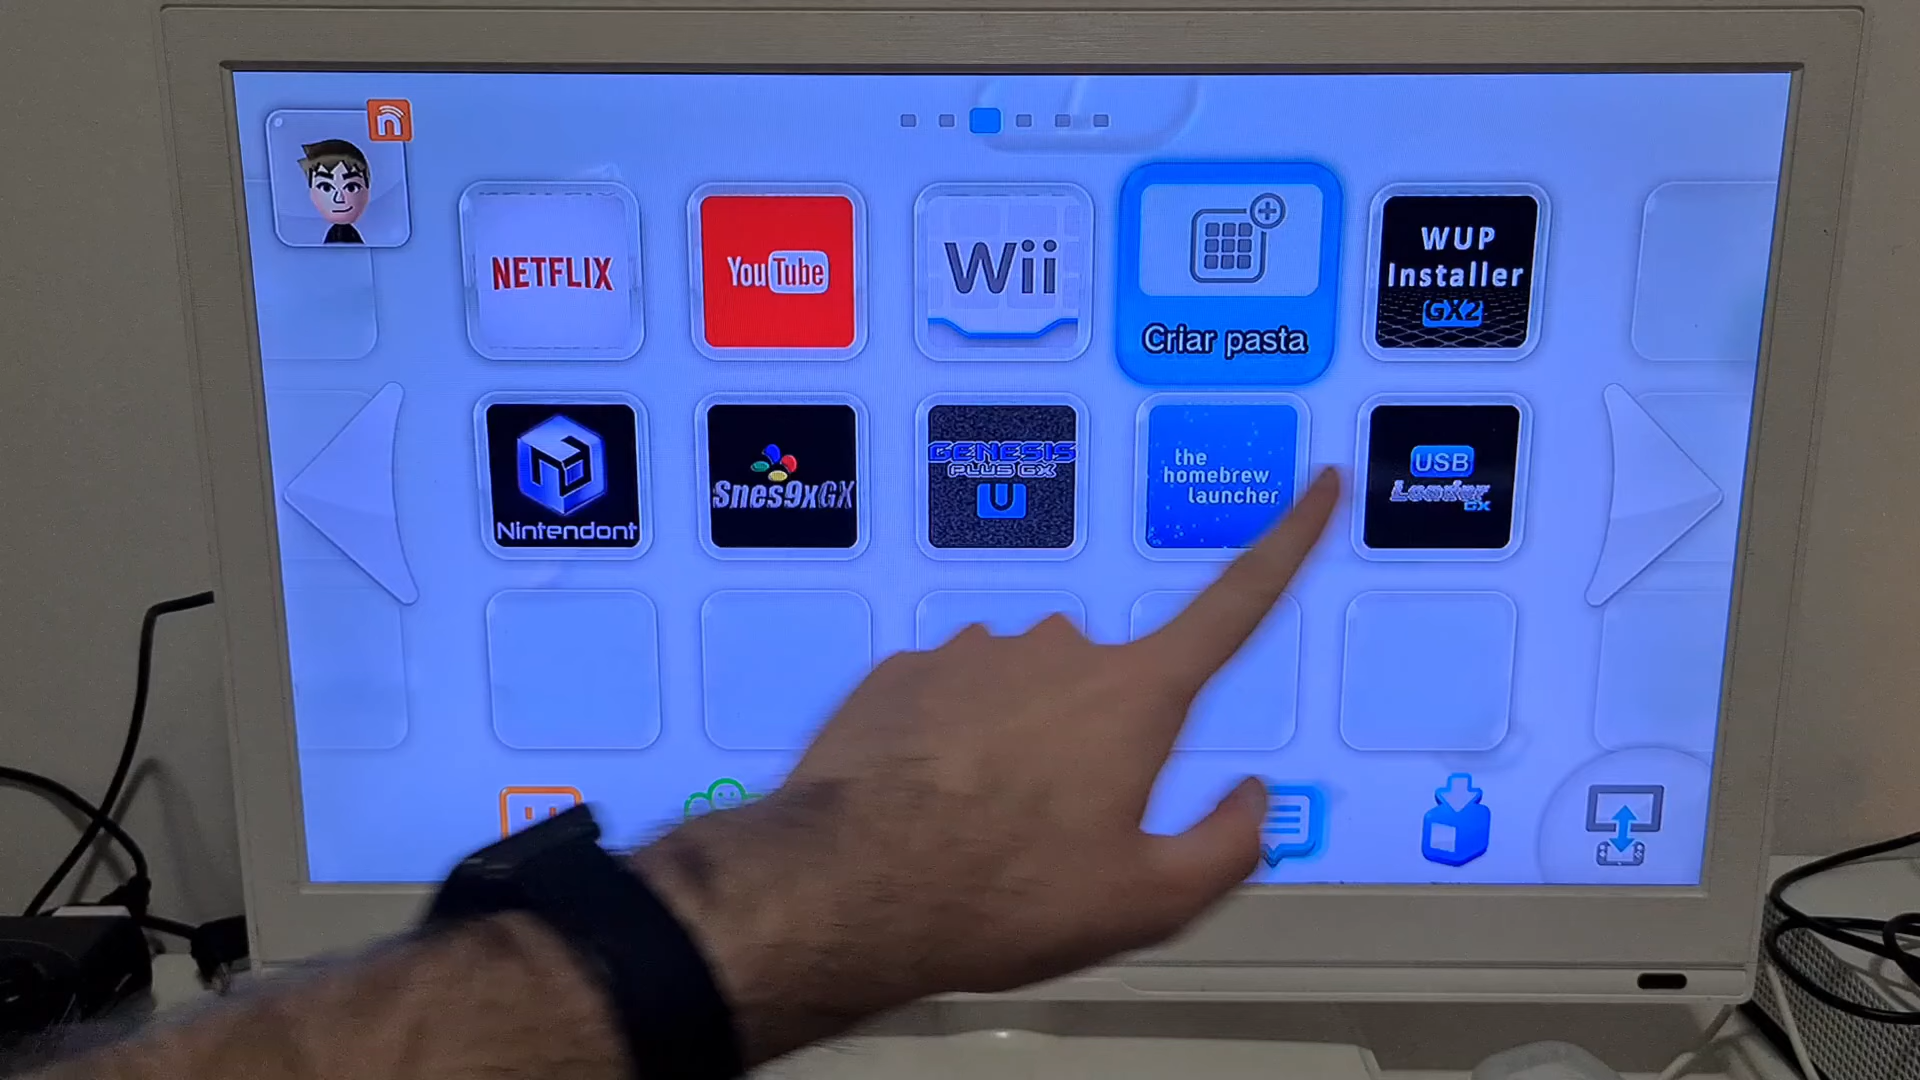 n
NETFLIX
YouTube
Wii
Criar pasta
WUP
Installer
GX2
Nintendont
Snes9xGX
GENESIS
PLUS GX
U
the
homebrew
launcher
USB
Loader
GX